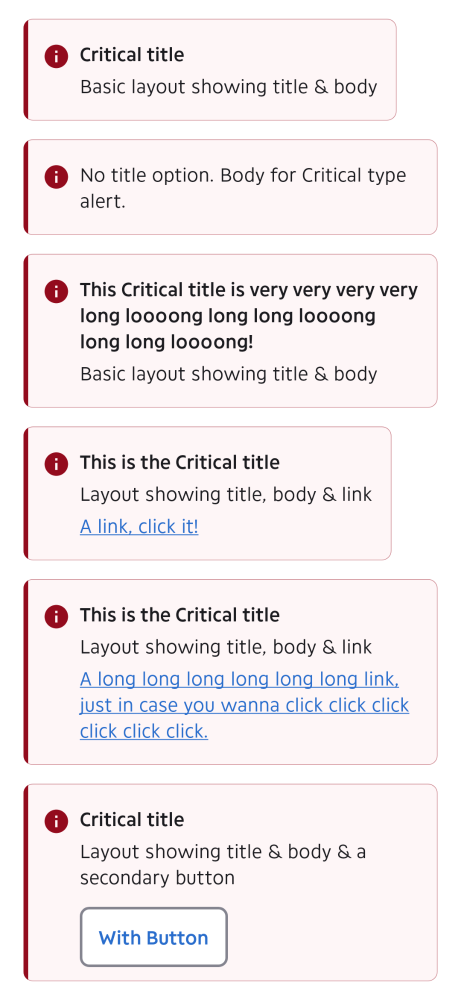 Critical title
Basic layout showing title & body
No title option. Body for Critical type
alert.
This Critical title is very very very very
long loooong long long loooong
long long loooong!
Basic layout showing title & body
This is the Critical title
Layout showing title, body & link
A link, click it!
This is the Critical title
Layout showing title, body & link
A long long long long long long link,
just in case you wanna click click click
click click click.
Critical title
Layout showing title & body & a
secondary button
With Button